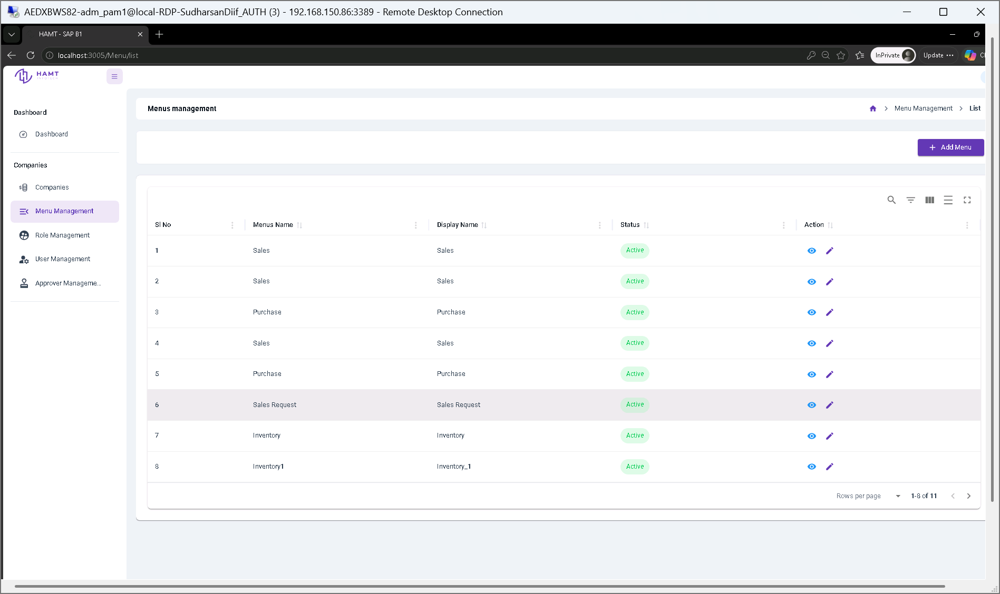 AEDXBWS82-adm_pam1@local-RDP-SudharsanDiif_AUTH (3) - 192.168.150.86:3389 - Remote Desktop Connection
HAMT - SAP B1
localhost:3005/Menu/list
InPrivate
Update
HAMT
INFOTECH
Menus management
Menu Management
List
Dashboard
Dashboard
Companies
Companies
Menu Management
Role Management
User Management
Approver Manageme...
Add Menu
Sl No Menus Name Display Name Status Action
1 Sales Sales Active
2 Sales Sales Active
3 Purchase Purchase Active
4 Sales Sales Active
5 Purchase Purchase Active
6 Sales Request Sales Request Active
7 Inventory Inventory Active
8 Inventory1 Inventory_1 Active
Rows per page 1-8 of 11